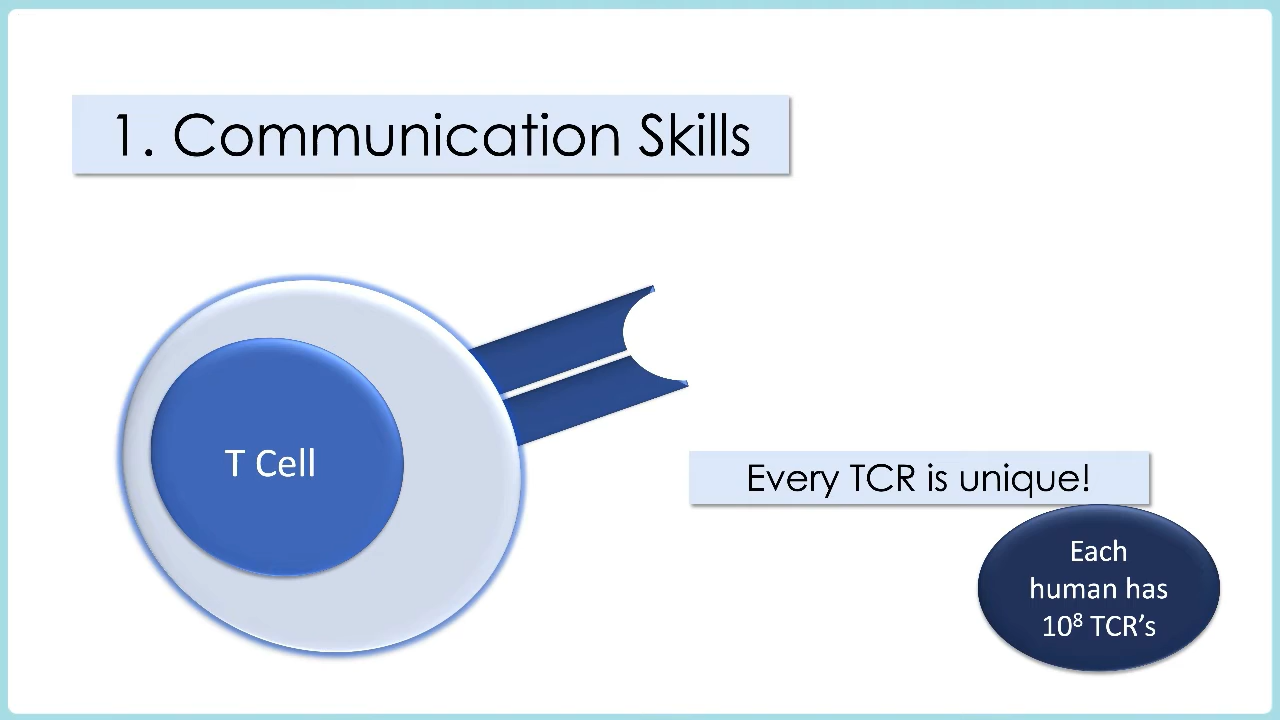 1. Communication Skills
T Cell
Every TCR is unique!
Each
human has
10⁸ TCR’s